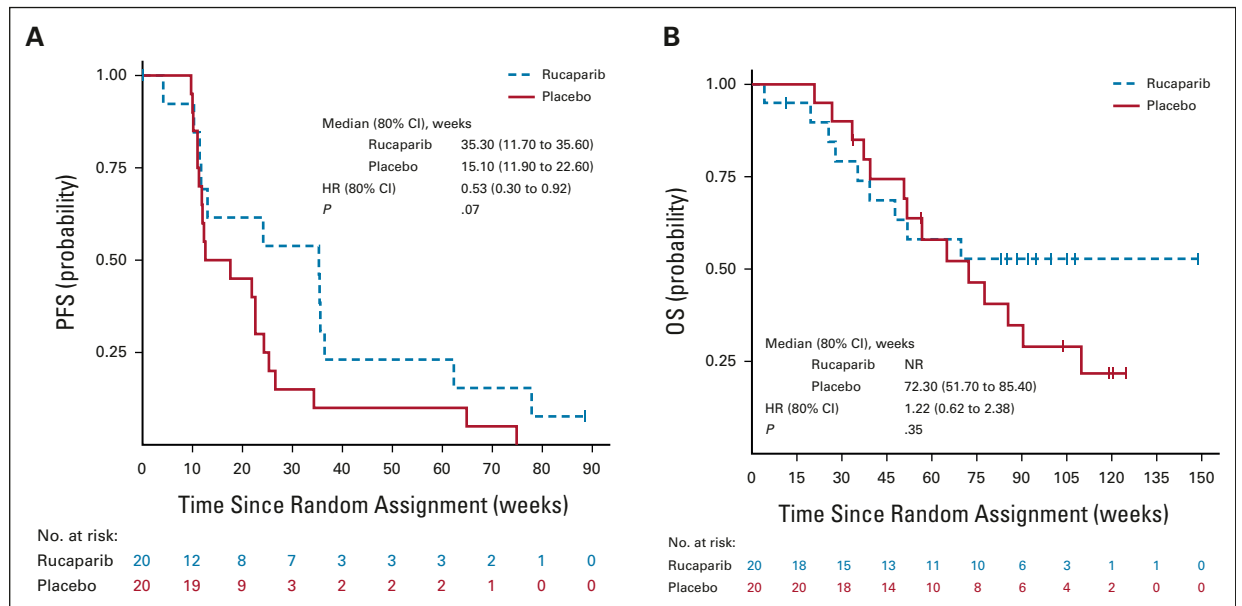 A
1.00
0.75
0.50
0.25
PFS (probability)
Rucaparib
Placebo
Median (80% CI), weeks
Rucaparib 35.30 (11.70 to 35.60)
Placebo 15.10 (11.90 to 22.60)
HR (80% CI) 0.53 (0.30 to 0.92)
P .07
0 10 20 30 40 50 60 70 80 90
Time Since Random Assignment (weeks)
No. at risk:
Rucaparib 20 12 8 7 3 3 3 2 1 0
Placebo 20 19 9 3 2 2 2 1 0 0
B
1.00
0.75
0.50
0.25
OS (probability)
Rucaparib
Placebo
Median (80% CI), weeks
Rucaparib NR
Placebo 72.30 (51.70 to 85.40)
HR (80% CI) 1.22 (0.62 to 2.38)
P .35
0 15 30 45 60 75 90 105 120 135 150
Time Since Random Assignment (weeks)
No. at risk:
Rucaparib 20 18 15 13 11 10 6 3 1 1 0
Placebo 20 20 18 14 10 8 6 4 2 0 0